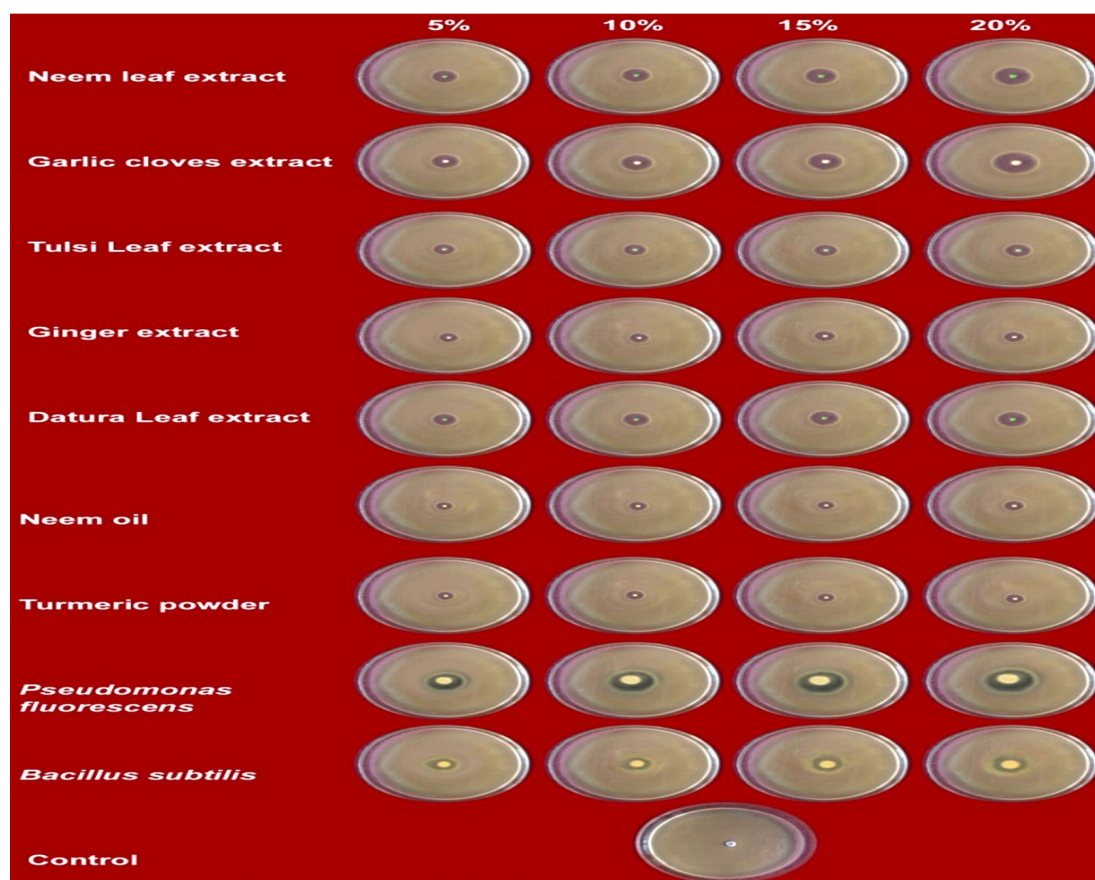 5% 10% 15% 20%
Neem leaf extract
Garlic cloves extract
Tulsi Leaf extract
Ginger extract
Datura Leaf extract
Neem oil
Turmeric powder
Pseudomonas
fluorescens
Bacillus subtilis
Control